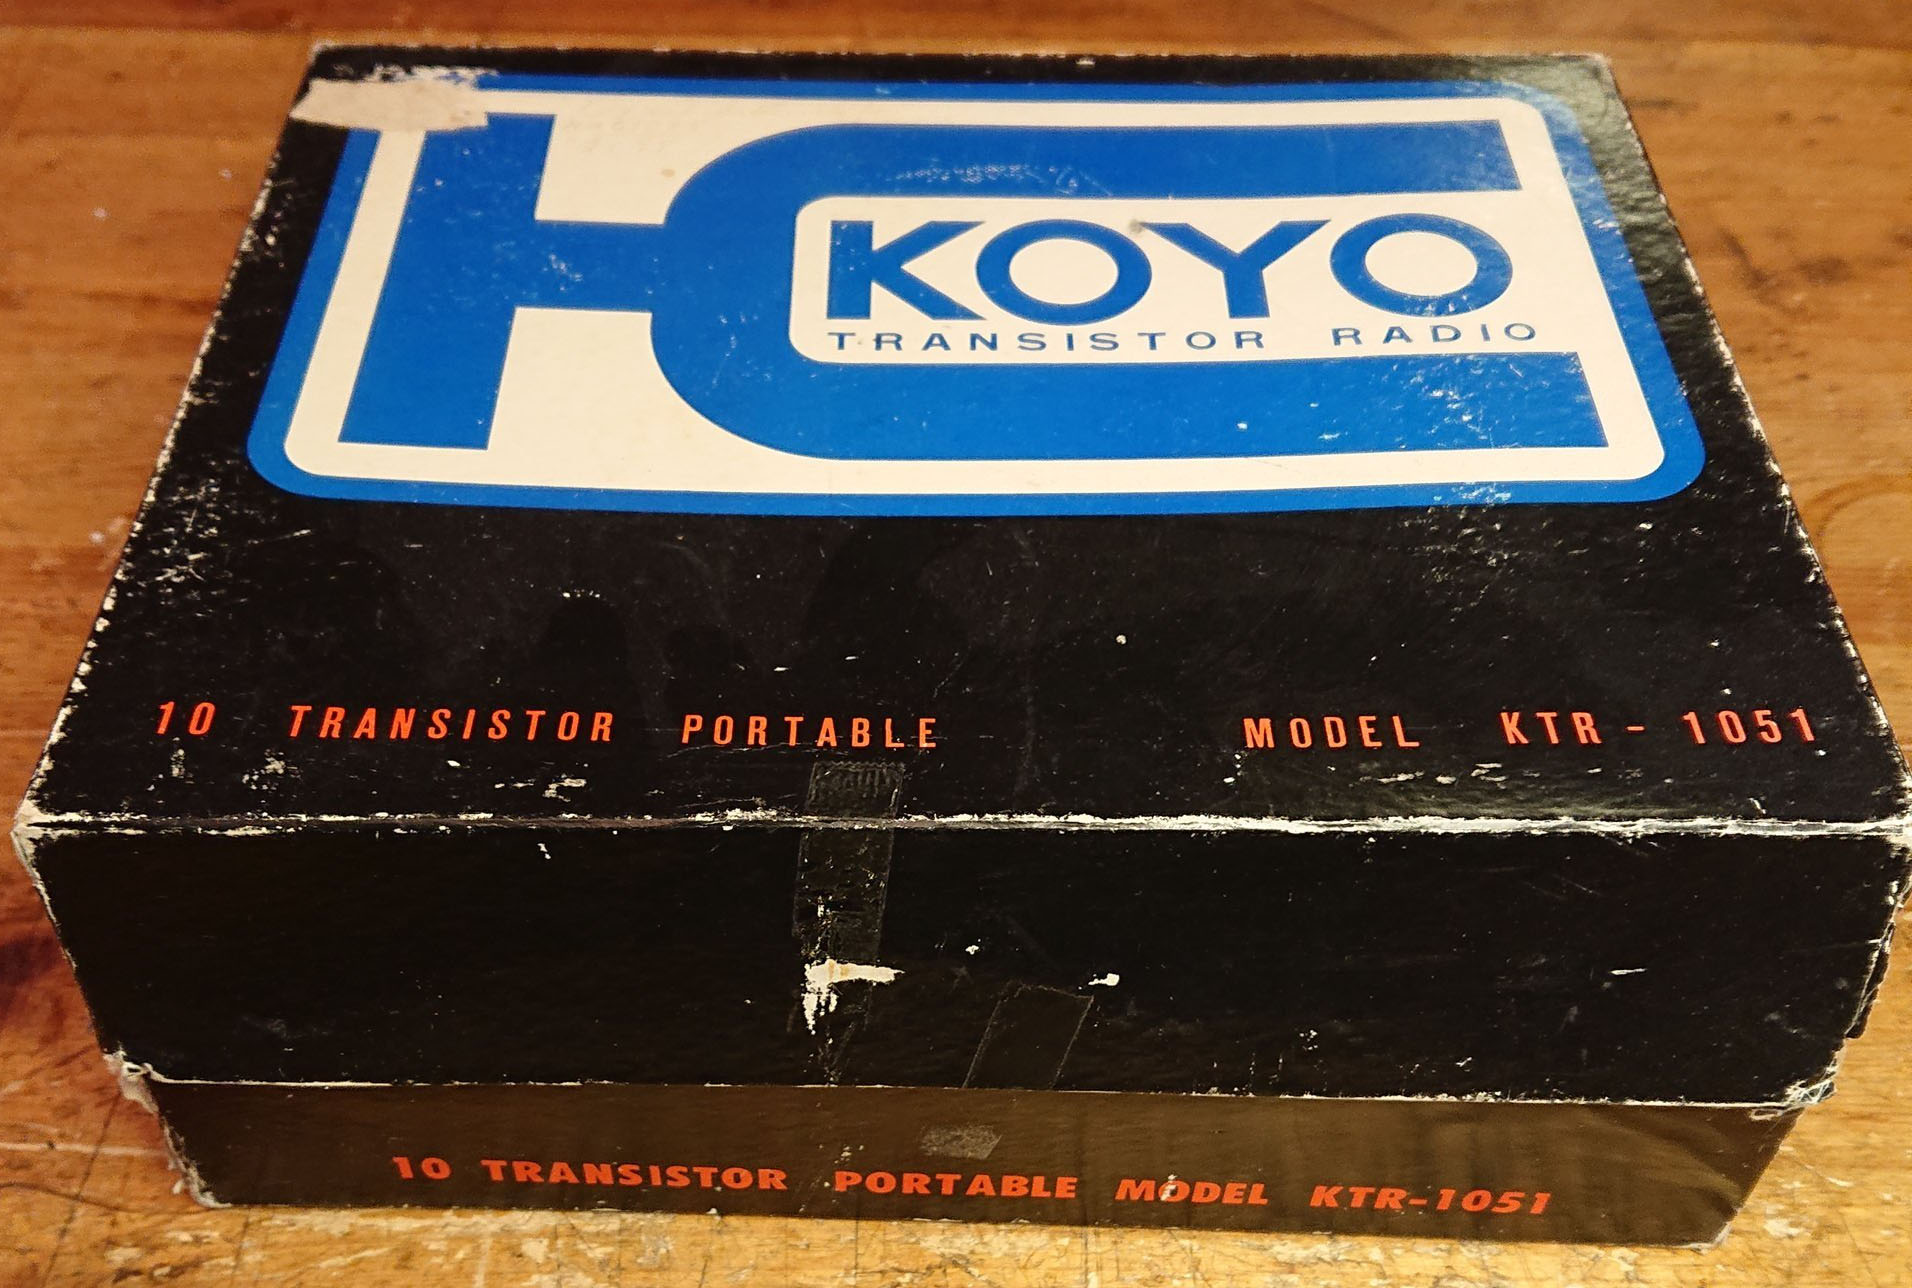 KOYO
TRANSISTOR RADIO
10 TRANSISTOR PORTABLE MODEL KTR-1051
10 TRANSISTOR PORTABLE MODEL KTR-1051